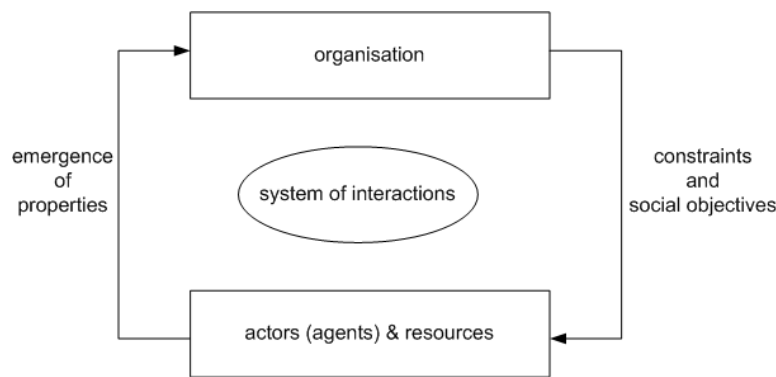 organisation
emergence
of
properties
system of interactions
constraints
and
social objectives
actors (agents) & resources